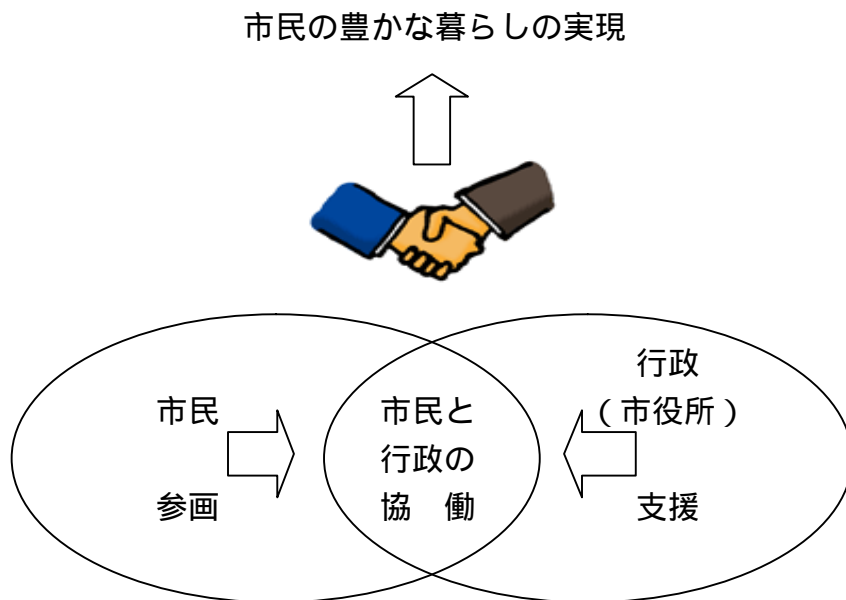 市民の豊かな暮らしの実現
市民
参画
市民と
行政の
協　働
行政
（市役所）
支援